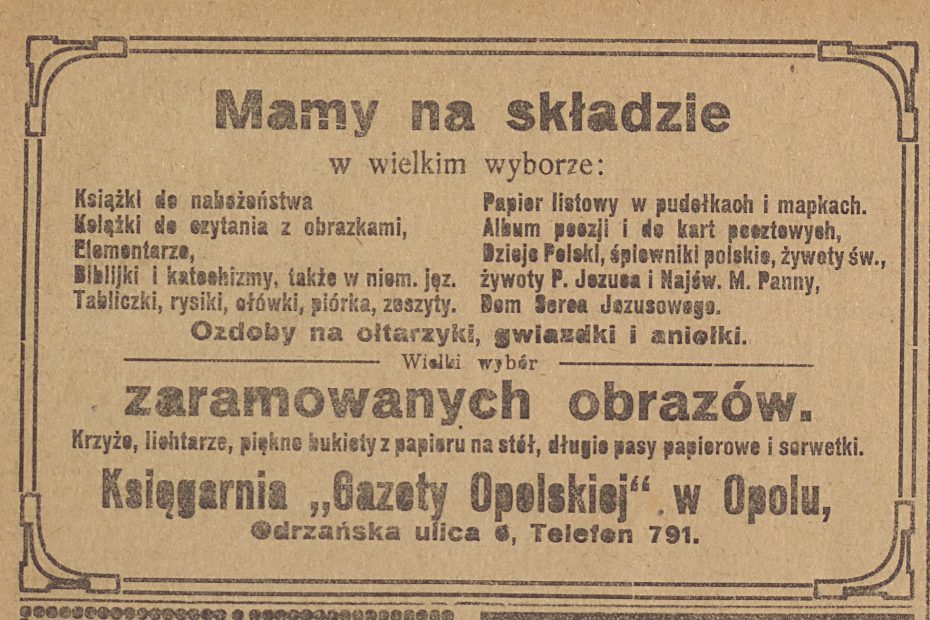 Mamy na składzie
w wielkim wyborze:
Książki do nabożeństwa
Książki do czytania z obrazkami,
Elementarze,
Biblijki i katechizmy, także w niem. jęz.
Tabliczki, rysiki, ołówki, piórka, zeszyty.
Papier listowy w pudełkach i mapkach.
Album poezji i do kart pocztowych,
Dzieje Polski, śpiewniki polskie, żywoty św.,
żywoty P. Jezusa i Najśw. M. Panny,
Dom Serca Jezusowego.
Ozdoby na ołtarzyki, gwiazdki i aniołki.
Wielki wybór
zaramowanych obrazów.
Krzyże, lichtarze, piękne bukiety z papieru na stół, długie pasy papierowe i serwetki.
Księgarnia „Gazety Opolskiej“ w Opolu,
Odrzańska ulica 6, Telefon 791.